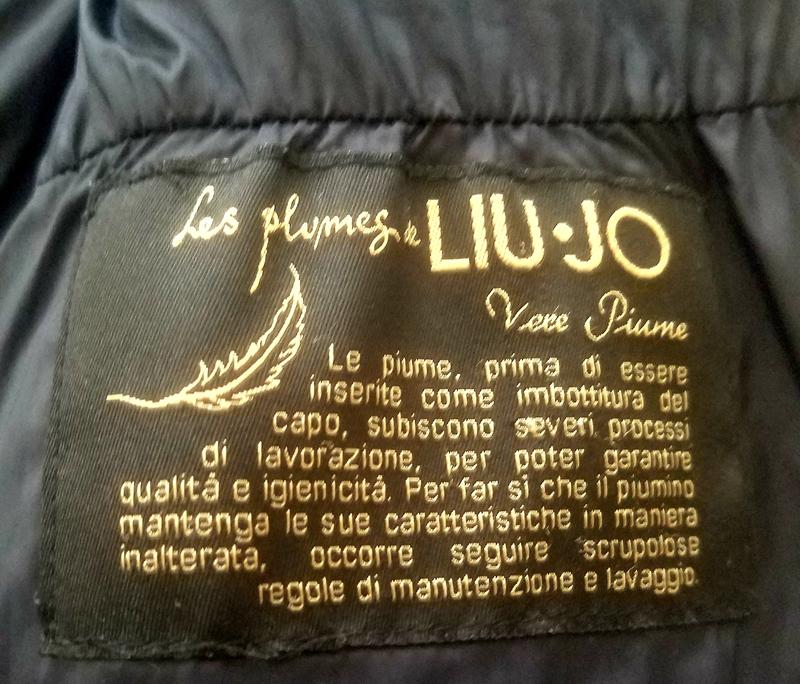 Les plumes de LIU•JO
Vere Piume
Le piume, prima di essere
inserite come imbottitura del
capo, subiscono severi processi
di lavorazione, per poter garantire
qualitá e igienicitá. Per far sì che il piumino
mantenga le sue caratteristiche in maniera
inalterata, occorre seguire scrupolose
regole di manutenzione e lavaggio.